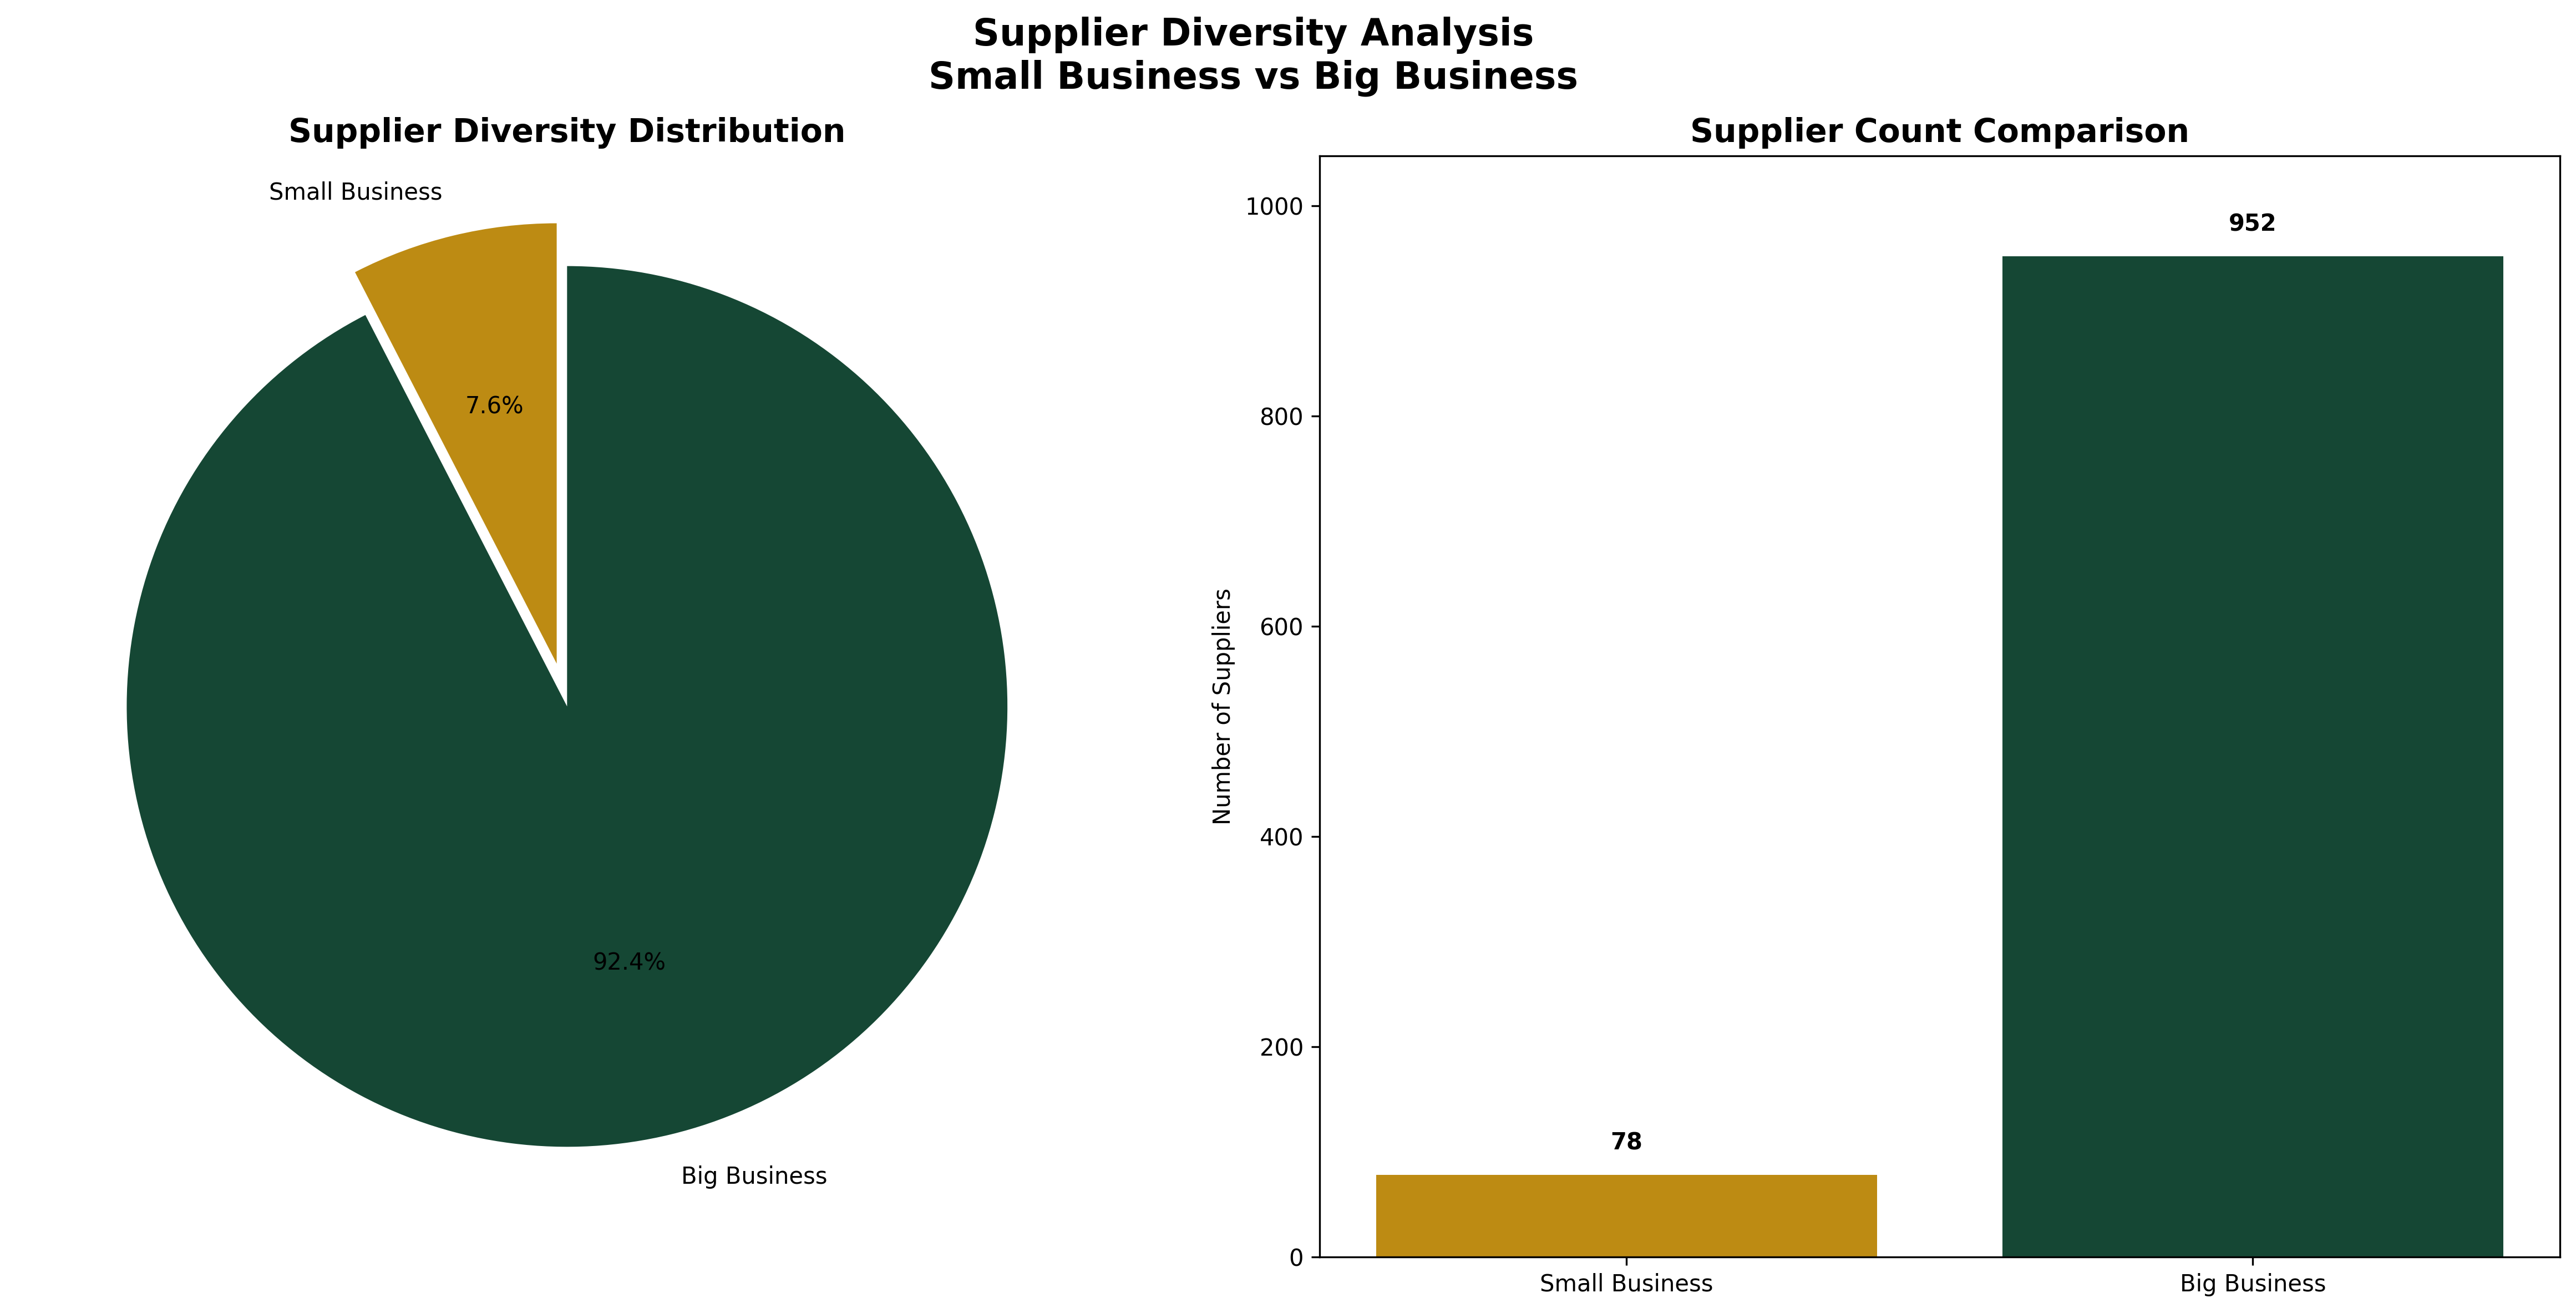 Supplier Diversity Analysis
Small Business vs Big Business
Supplier Diversity Distribution
Small Business
7.6%
92.4%
Big Business
Supplier Count Comparison
Number of Suppliers
1000
800
600
400
200
0
78
952
Small Business
Big Business